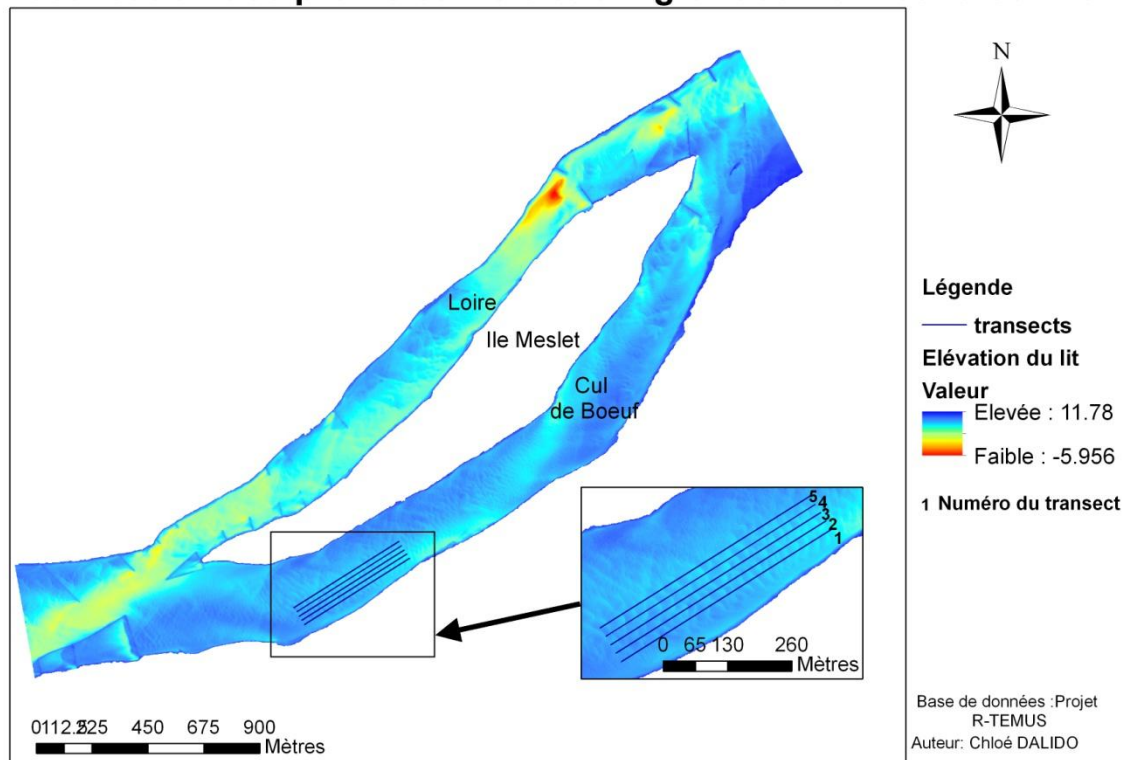 N
Loire
Ile Meslet
Cul
de Boeuf
Légende
transects
Elévation du lit
Valeur
Elevée : 11.78
Faible : -5.956
1 Numéro du transect
5
4
3
2
1
0 65 130 260
Mètres
0112.5225 450 675 900
Mètres
Base de données :Projet
R-TEMUS
Auteur: Chloé DALIDO